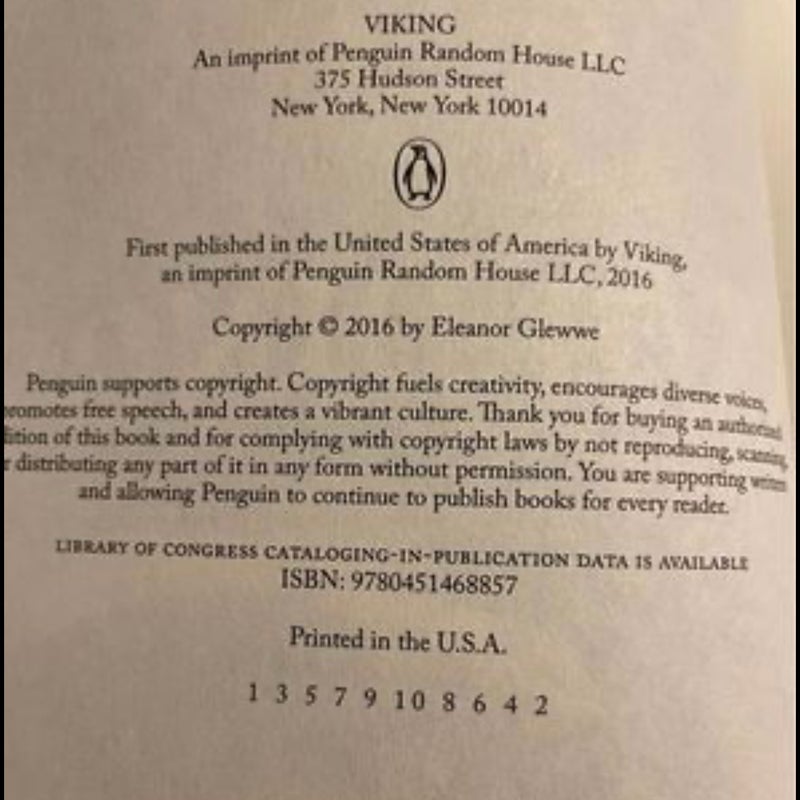 VIKING
An imprint of Penguin Random House LLC
375 Hudson Street
New York, New York 10014
First published in the United States of America by Viking,
an imprint of Penguin Random House LLC, 2016
Copyright © 2016 by Eleanor Glewwe
Penguin supports copyright. Copyright fuels creativity, encourages diverse voices,
promotes free speech, and creates a vibrant culture. Thank you for buying an authorized
dition of this book and for complying with copyright laws by not reproducing, scanning,
r distributing any part of it in any form without permission. You are supporting writers
and allowing Penguin to continue to publish books for every reader.
LIBRARY OF CONGRESS CATALOGING-IN-PUBLICATION DATA IS AVAILABLE
ISBN: 9780451468857
Printed in the U.S.A.
1 3 5 7 9 10 8 6 4 2